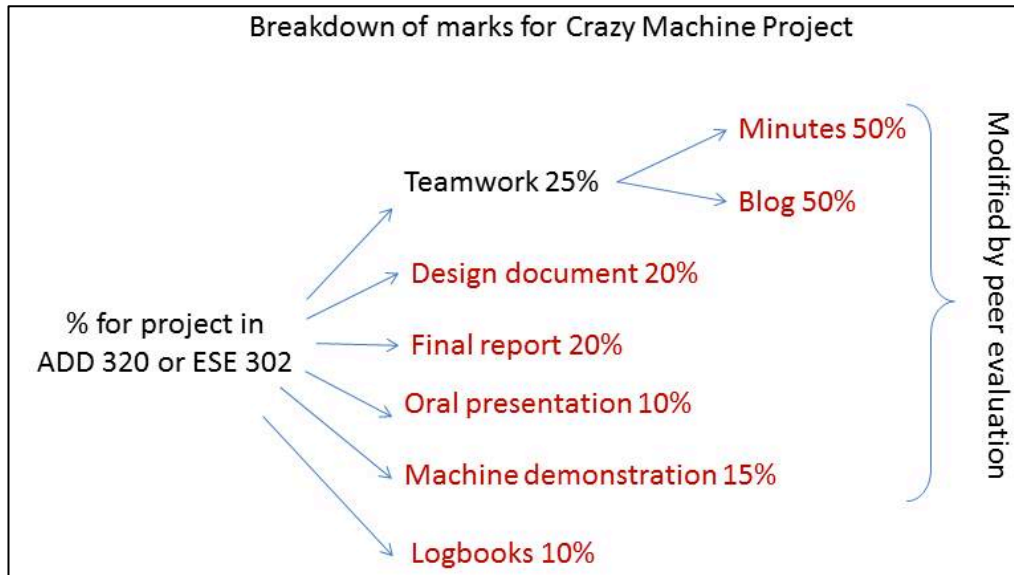 Breakdown of marks for Crazy Machine Project
Minutes 50%
Teamwork 25%
Blog 50%
Design document 20%
% for project in
ADD 320 or ESE 302
Final report 20%
Oral presentation 10%
Machine demonstration 15%
Logbooks 10%
Modified by peer evaluation